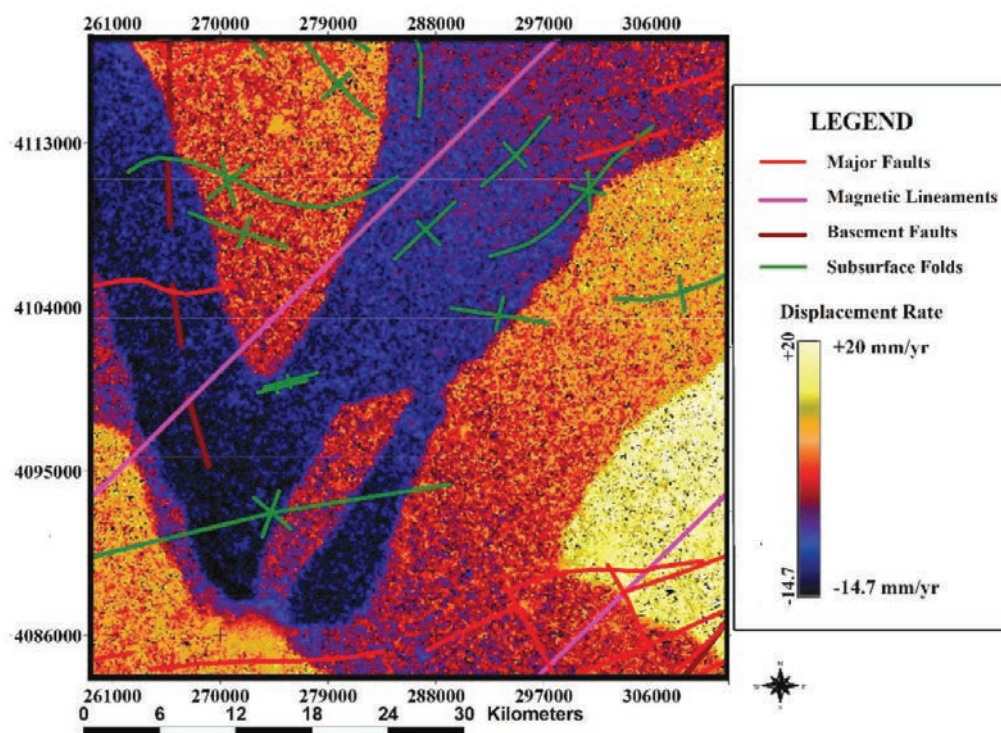 261000 270000 279000 288000 297000 306000
4113000
4104000
4095000
4086000
261000 270000 279000 288000 297000 306000
0 6 12 18 24 30 Kilometers
LEGEND
Major Faults
Magnetic Lineaments
Basement Faults
Subsurface Folds
Displacement Rate
+20 +20 mm/yr
-14.7 -14.7 mm/yr